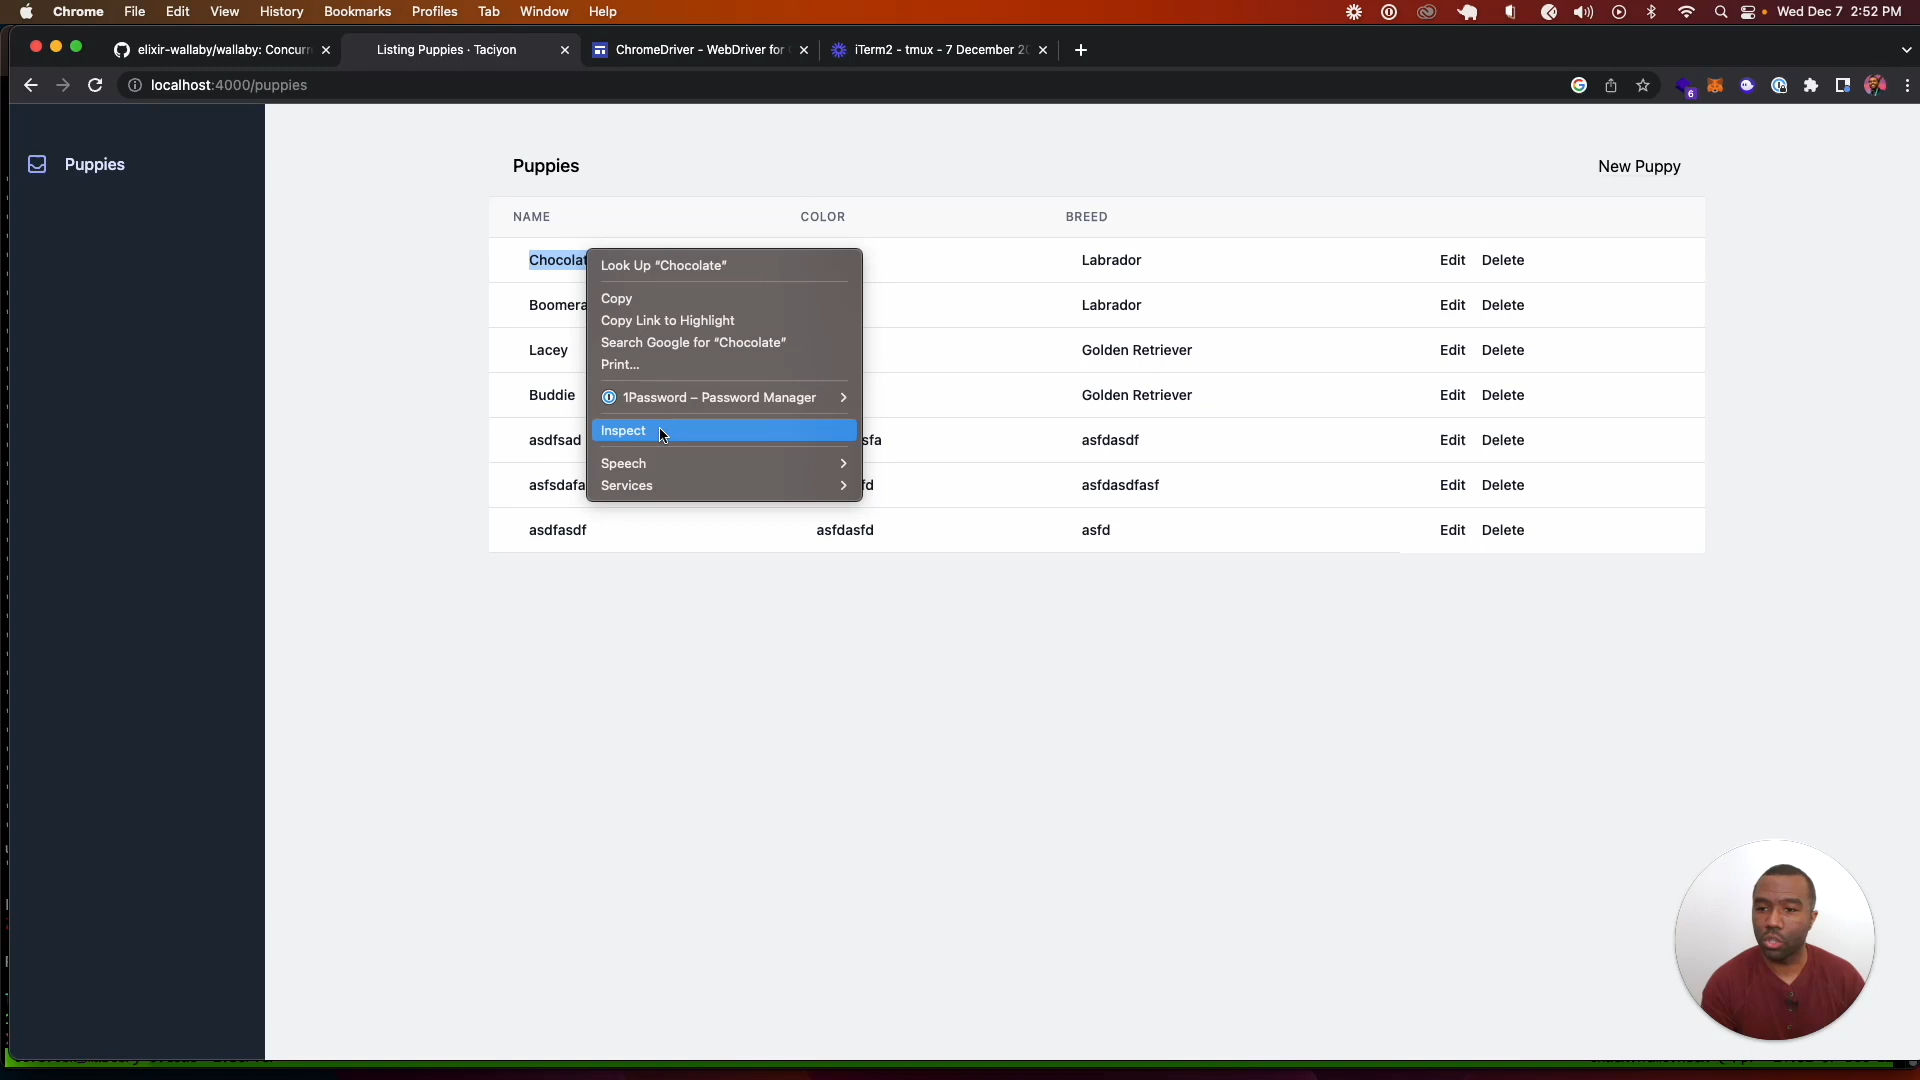 Chrome File Edit View History Bookmarks Profiles Tab Window Help Wed Dec 7 2:52 PM
elixir-wallaby/wallaby: Concurr Listing Puppies · Taciyon ChromeDriver - WebDriver for iTerm2 - tmux - 7 December 20
localhost:4000/puppies 6
Puppies
Puppies New Puppy
NAME COLOR BREED
Chocolat Labrador Edit Delete
Boomera Labrador Edit Delete
Lacey Golden Retriever Edit Delete
Buddie Golden Retriever Edit Delete
asdfsad sfa asfdasdf Edit Delete
asfsdafa fd asfdasdfasf Edit Delete
asdfasdf asfdasfd asfd Edit Delete
Look Up “Chocolate”
Copy
Copy Link to Highlight
Search Google for “Chocolate”
Print...
1Password – Password Manager
Inspect
Speech
Services